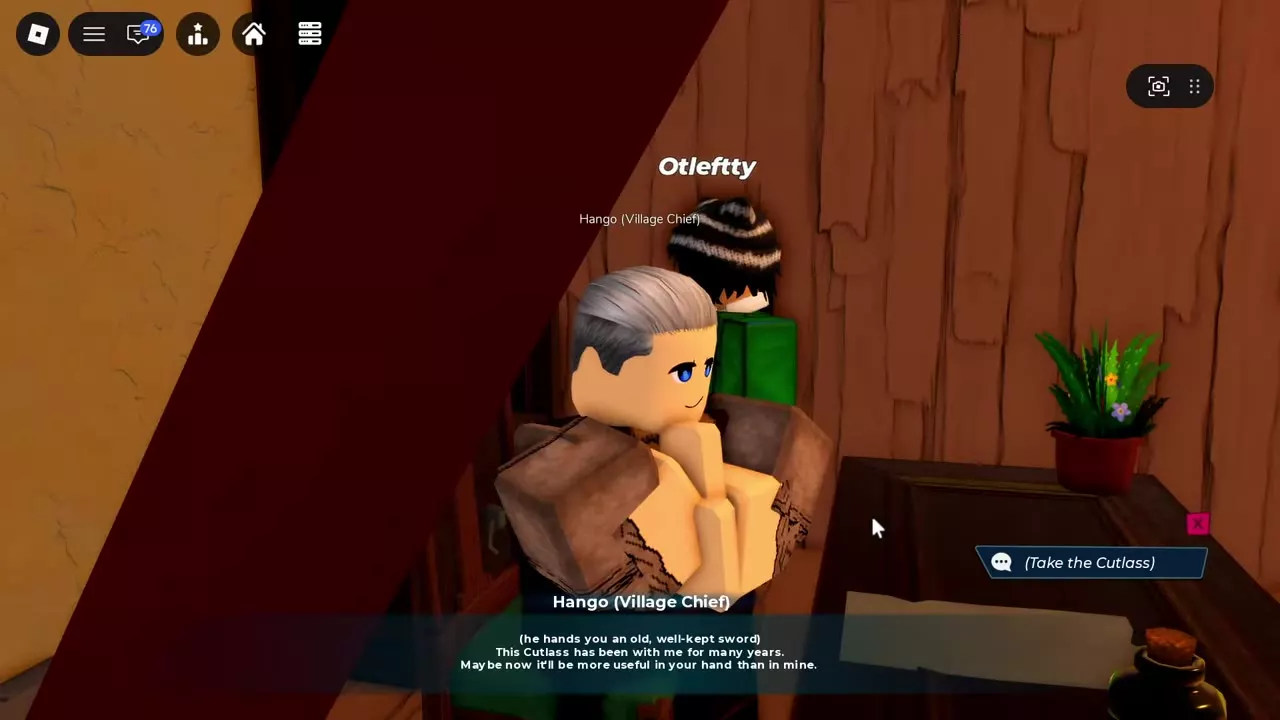 76
Otleftty
Hango (Village Chief)
X
(Take the Cutlass)
Hango (Village Chief)
(he hands you an old, well-kept sword)
This Cutlass has been with me for many years.
Maybe now it'll be more useful in your hand than in mine.